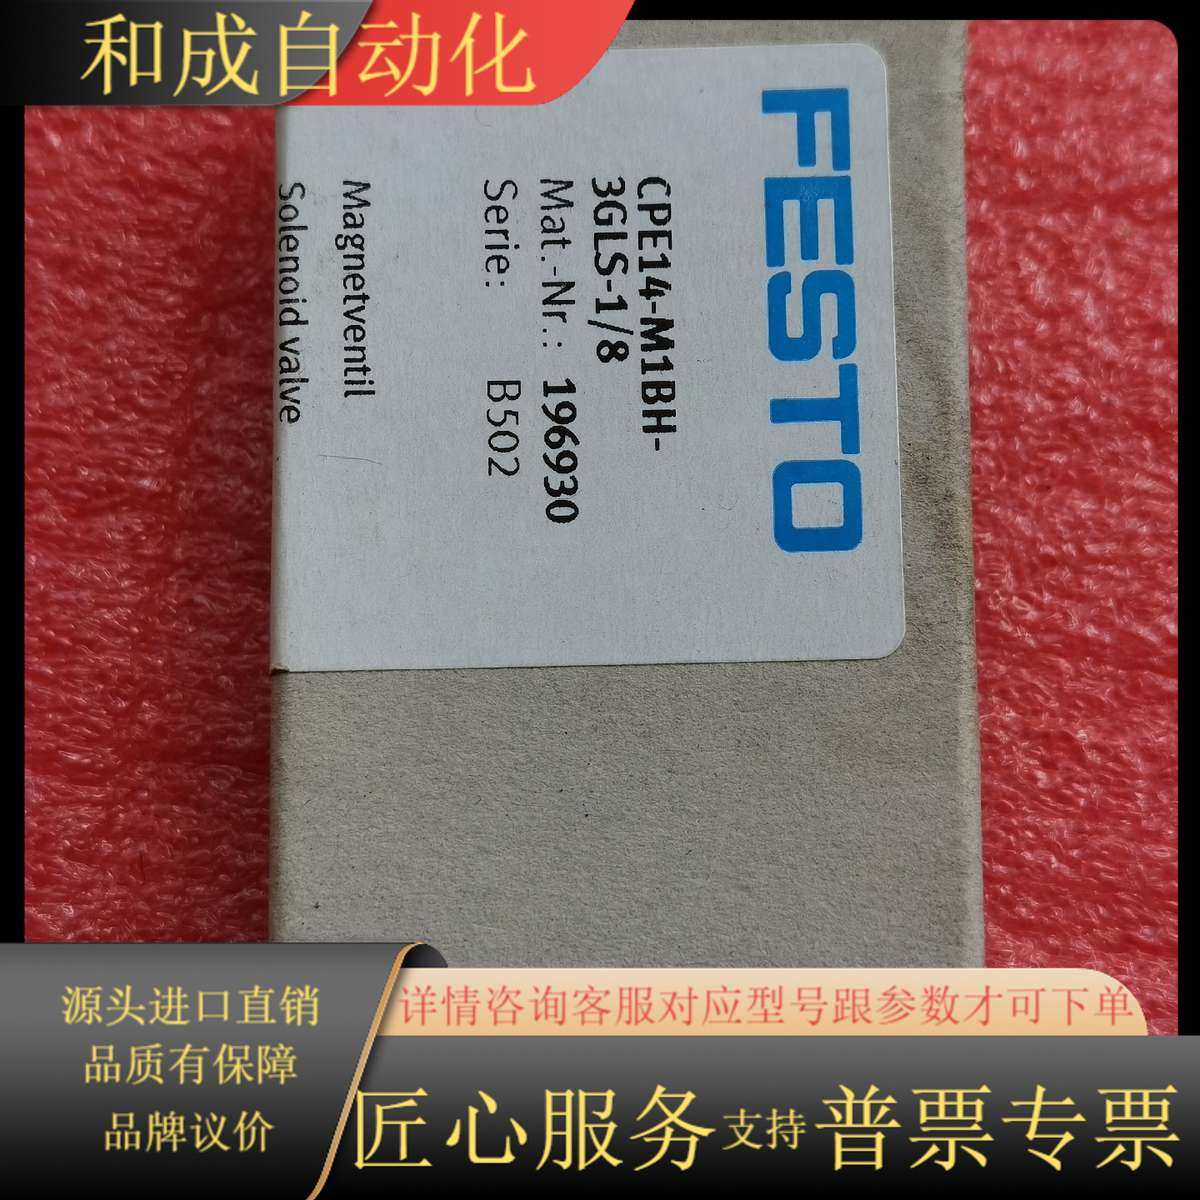 和成自动化
FESTO
CPE14-M1BH-
3GLS-1/8
Mat.-Nr.: 196930
Serie: B502
Magnetventil
Solenoid valve
源头进口直销
品质有保障
品牌议价
详情咨询客服对应型号跟参数才可下单
匠心服务支持普票专票